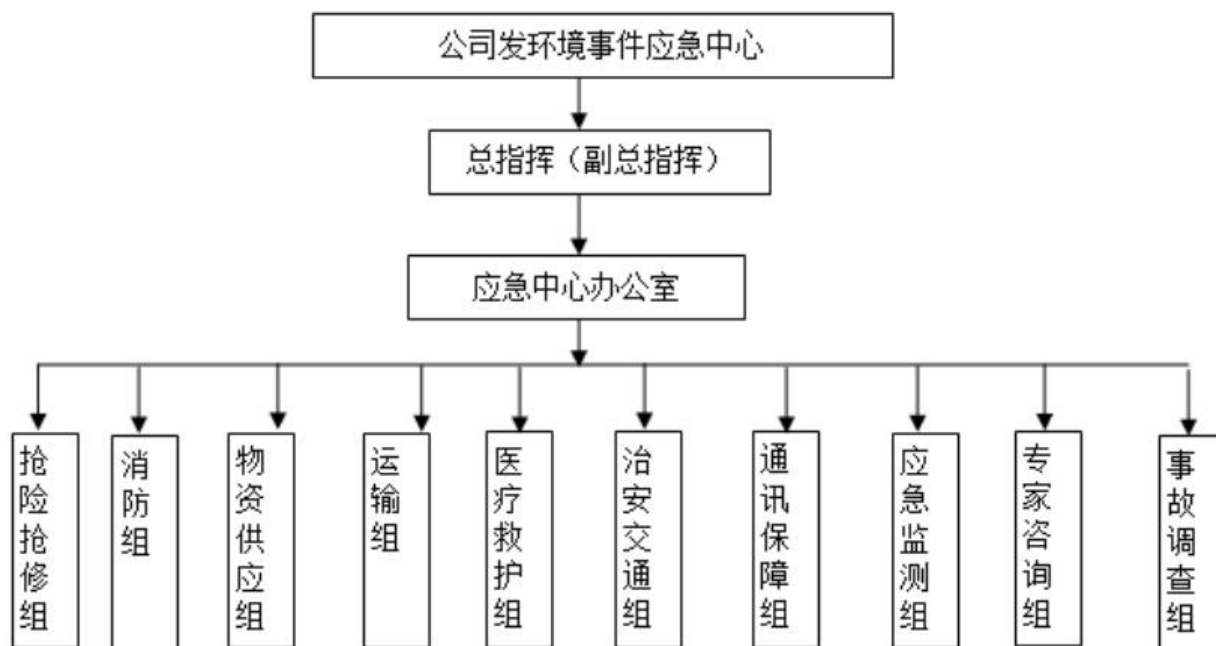 公司发环境事件应急中心
总指挥（副总指挥）
应急中心办公室
抢险抢修组
消防组
物资供应组
运输组
医疗救护组
治安交通组
通讯保障组
应急监测组
专家咨询组
事故调查组